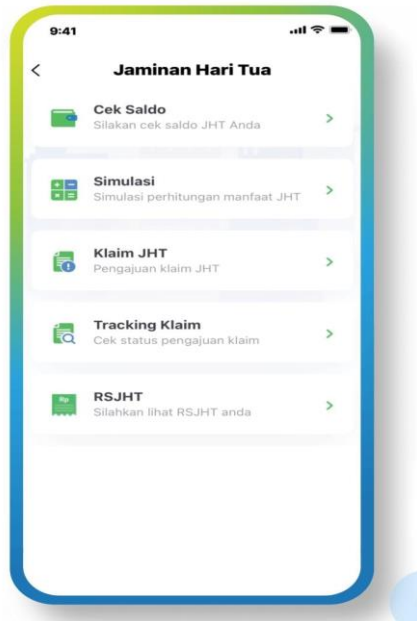 9:41
Jaminan Hari Tua
Cek Saldo
Silakan cek saldo JHT Anda
Simulasi
Simulasi perhitungan manfaat JHT
Klaim JHT
Pengajuan klaim JHT
Tracking Klaim
Cek status pengajuan klaim
Rp
RSJHT
Silahkan lihat RSJHT anda